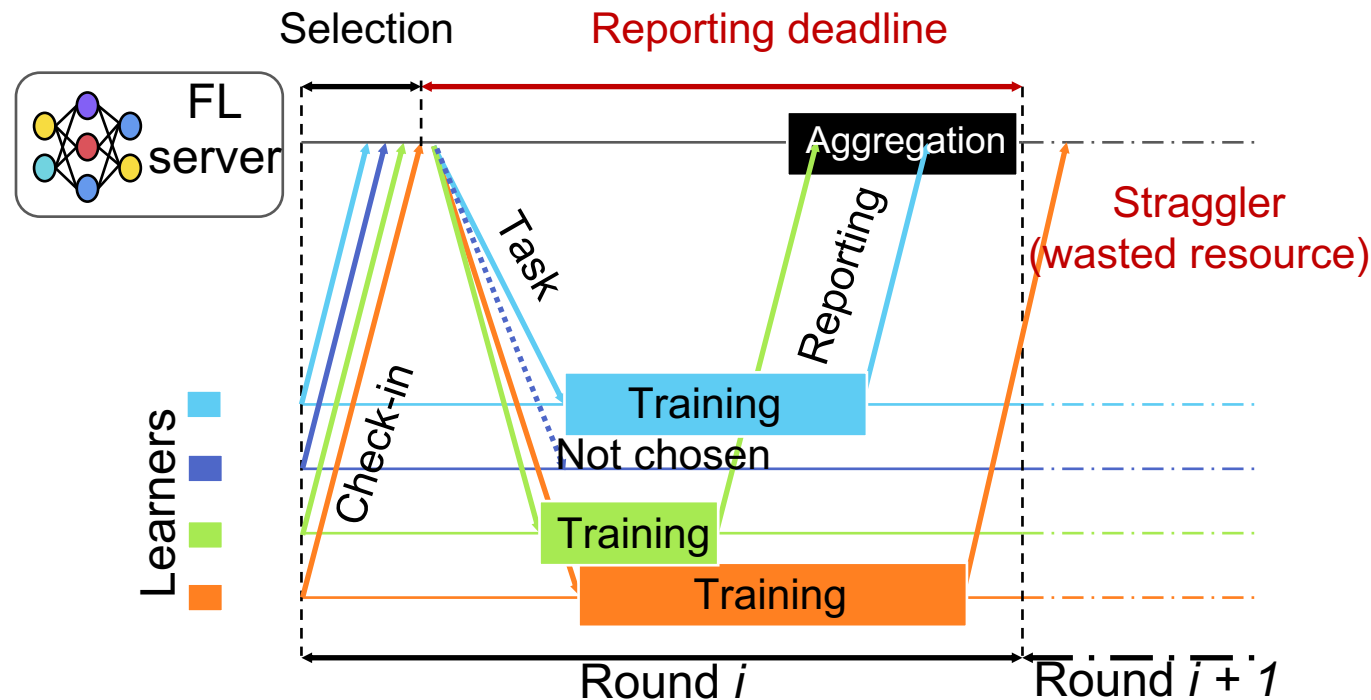 Selection
Reporting deadline
FL
server
Aggregation
Straggler
(wasted resource)
Task
Reporting
Check-in
Learners
Training
Not chosen
Training
Training
Round i
Round i + 1